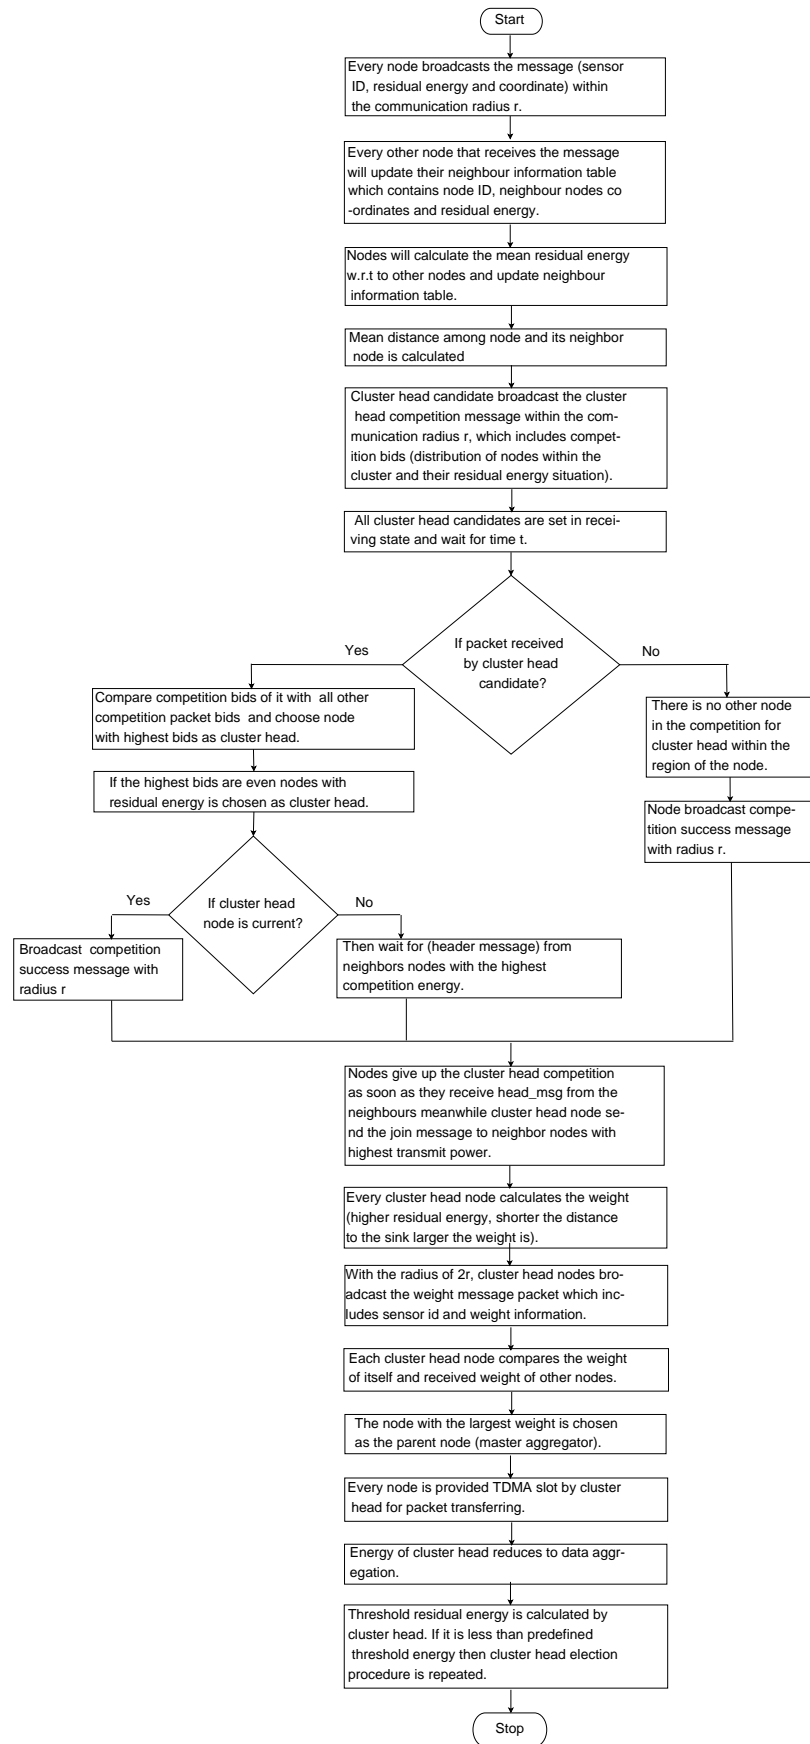 Start
Every node broadcasts the message (sensor
ID, residual energy and coordinate) within
the communication radius r.
Every other node that receives the message
will update their neighbour information table
which contains node ID, neighbour nodes co
-ordinates and residual energy.
Nodes will calculate the mean residual energy
w.r.t to other nodes and update neighbour
information table.
Mean distance among node and its neighbor
node is calculated
Cluster head candidate broadcast the cluster
head competition message within the com-
munication radius r, which includes compet-
ition bids (distribution of nodes within the
cluster and their residual energy situation).
All cluster head candidates are set in recei-
ving state and wait for time t.
If packet received
by cluster head
candidate?
Yes
No
Compare competition bids of it with all other
competition packet bids and choose node
with highest bids as cluster head.
There is no other node
in the competition for
cluster head within the
region of the node.
If the highest bids are even nodes with
residual energy is chosen as cluster head.
Node broadcast compe-
tition success message
with radius r.
If cluster head
node is current?
Yes
No
Broadcast competition
success message with
radius r
Then wait for (header message) from
neighbors nodes with the highest
competition energy.
Nodes give up the cluster head competition
as soon as they receive head_msg from the
neighbours meanwhile cluster head node se-
nd the join message to neighbor nodes with
highest transmit power.
Every cluster head node calculates the weight
(higher residual energy, shorter the distance
to the sink larger the weight is).
With the radius of 2r, cluster head nodes bro-
adcast the weight message packet which inc-
ludes sensor id and weight information.
Each cluster head node compares the weight
of itself and received weight of other nodes.
The node with the largest weight is chosen
as the parent node (master aggregator).
Every node is provided TDMA slot by cluster
head for packet transferring.
Energy of cluster head reduces to data aggr-
egation.
Threshold residual energy is calculated by
cluster head. If it is less than predefined
threshold energy then cluster head election
procedure is repeated.
Stop